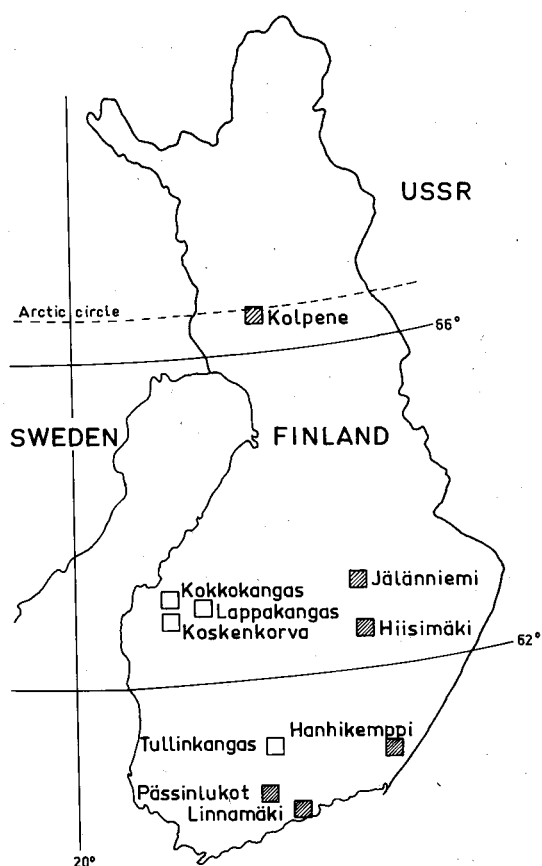 USSR
Arctic circle
Kolpene
66°
SWEDEN
FINLAND
Kokkokangas
Jälänniemi
Lappakangas
Koskenkorva
Hiisimäki
62°
Hanhikemppi
Tullinkangas
Pässinlukot
Linnamäki
20°